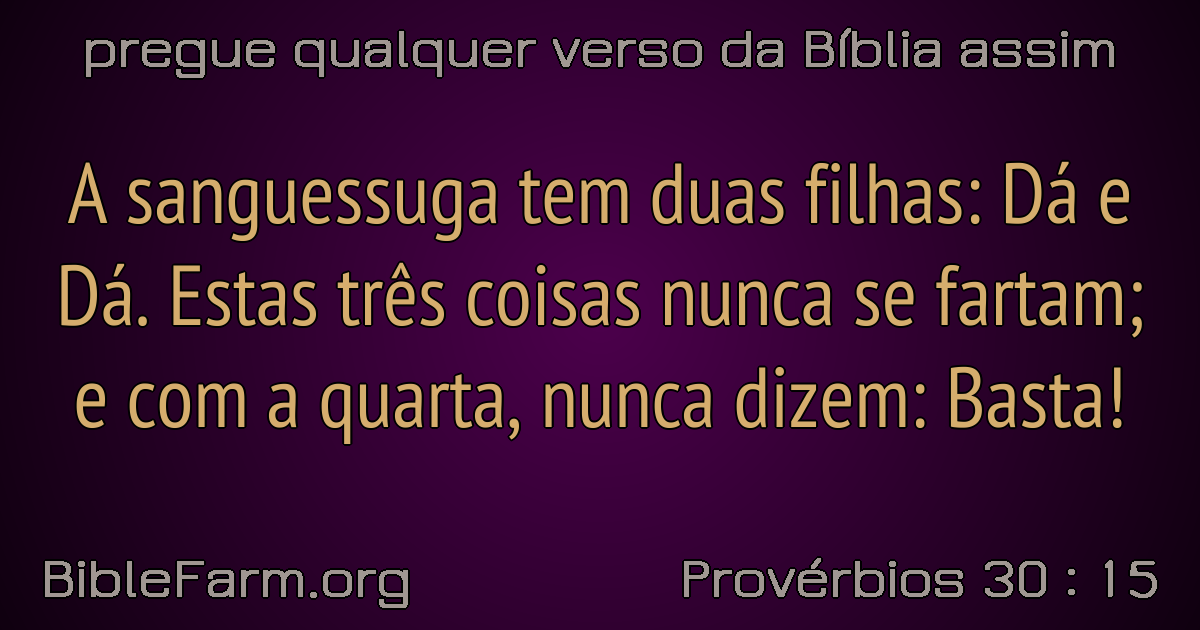 pregue qualquer verso da Bíblia assim
A sanguessuga tem duas filhas: Dá e
Dá. Estas três coisas nunca se fartam;
e com a quarta, nunca dizem: Basta!
BibleFarm.org
Provérbios 30 : 15